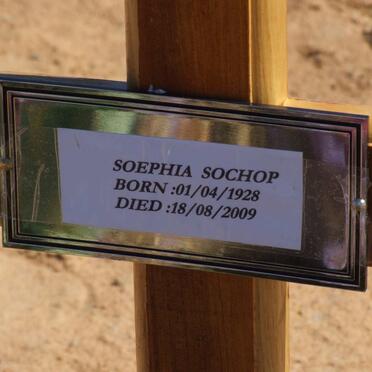 SOEPHIA SOCHOP
BORN :01/04/1928
DIED :18/08/2009